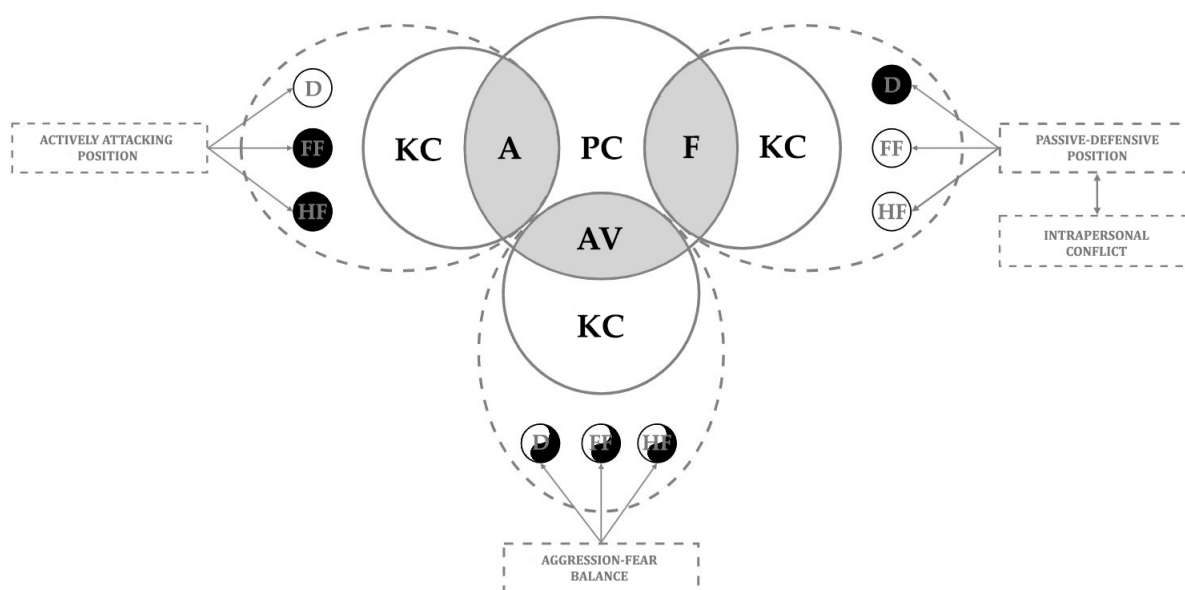 D
FF
HF
ACTIVELY ATTACKING
POSITION
KC
A
PC
F
KC
AV
KC
D
FF
HF
PASSIVE-DEFENSIVE
POSITION
INTRAPERSONAL
CONFLICT
D
FF
HF
AGGRESSION-FEAR
BALANCE